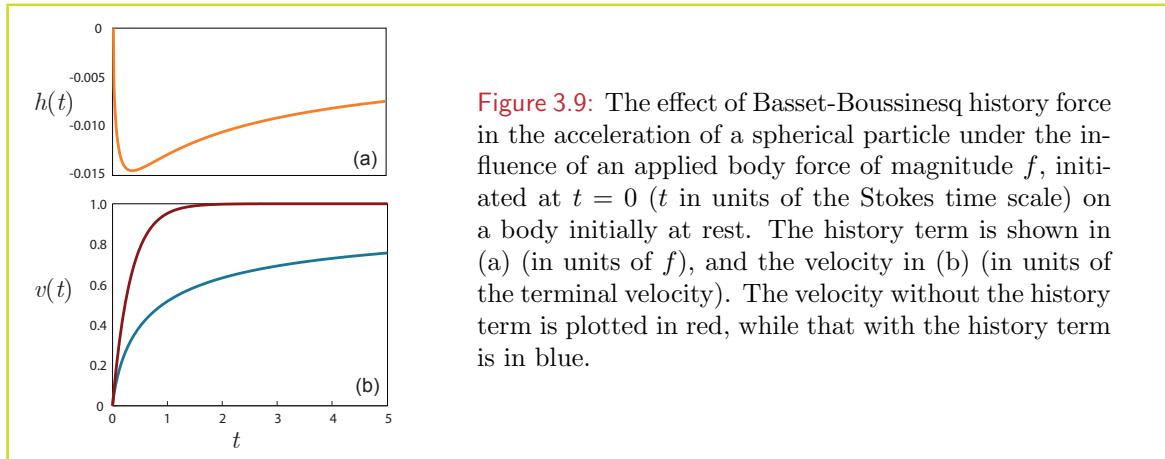 0
-0.005
h(t)
-0.010
(a)
-0.015
1.0
0.8
v(t)
0.6
0.4
0.2
(b)
0
0 1 2 3 4 5
t
Figure 3.9: The effect of Basset-Boussinesq history force
in the acceleration of a spherical particle under the in-
fluence of an applied body force of magnitude f, initi-
ated at t = 0 (t in units of the Stokes time scale) on
a body initially at rest. The history term is shown in
(a) (in units of f), and the velocity in (b) (in units of
the terminal velocity). The velocity without the history
term is plotted in red, while that with the history term
is in blue.